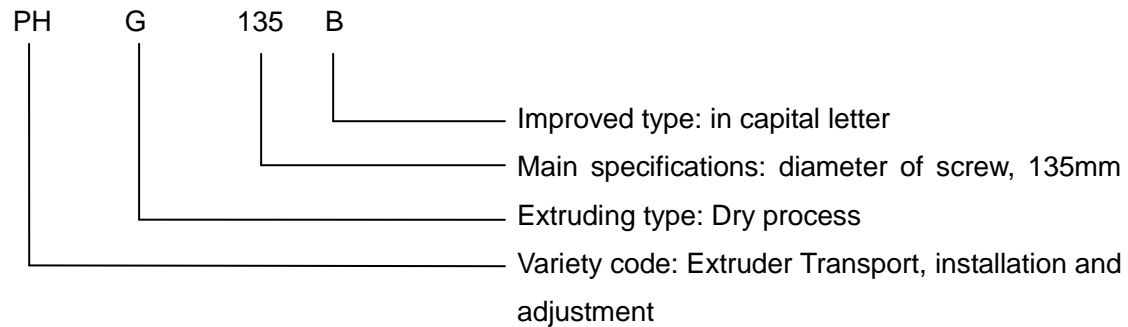 PH G 135 B
Improved type: in capital letter
Main specifications: diameter of screw, 135mm
Extruding type: Dry process
Variety code: Extruder Transport, installation and
adjustment